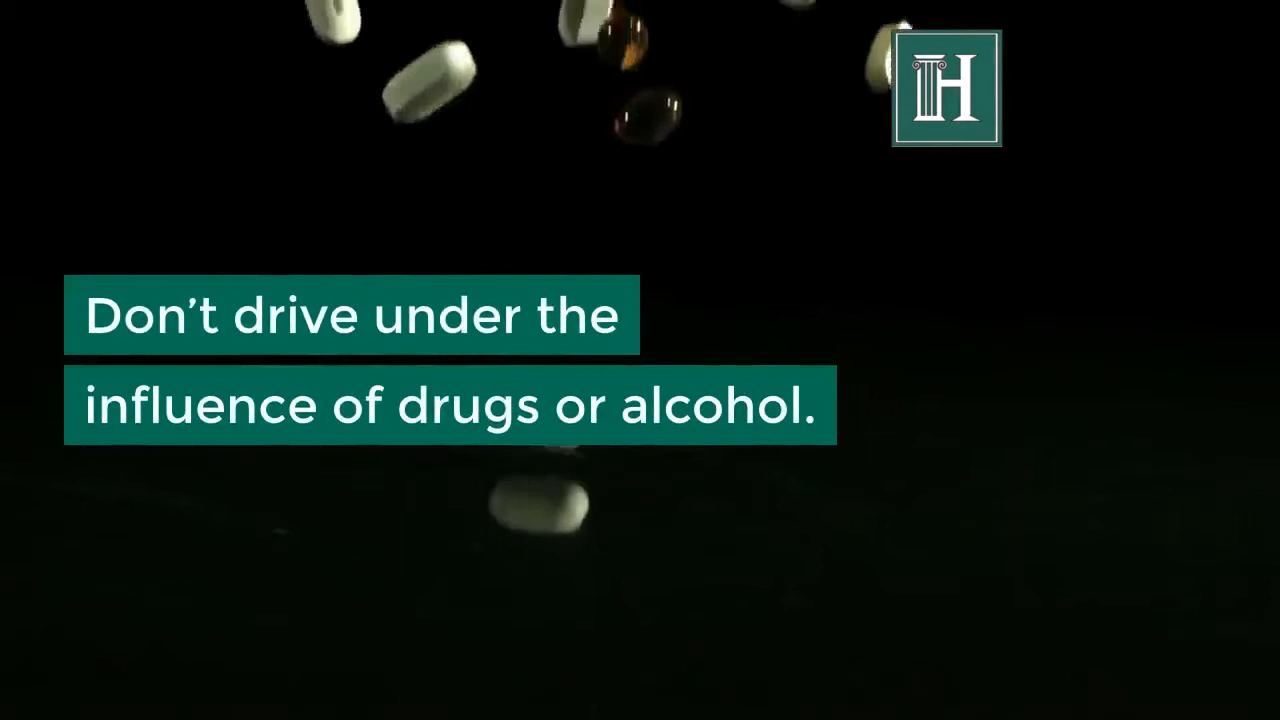 H
Don’t drive under the
influence of drugs or alcohol.